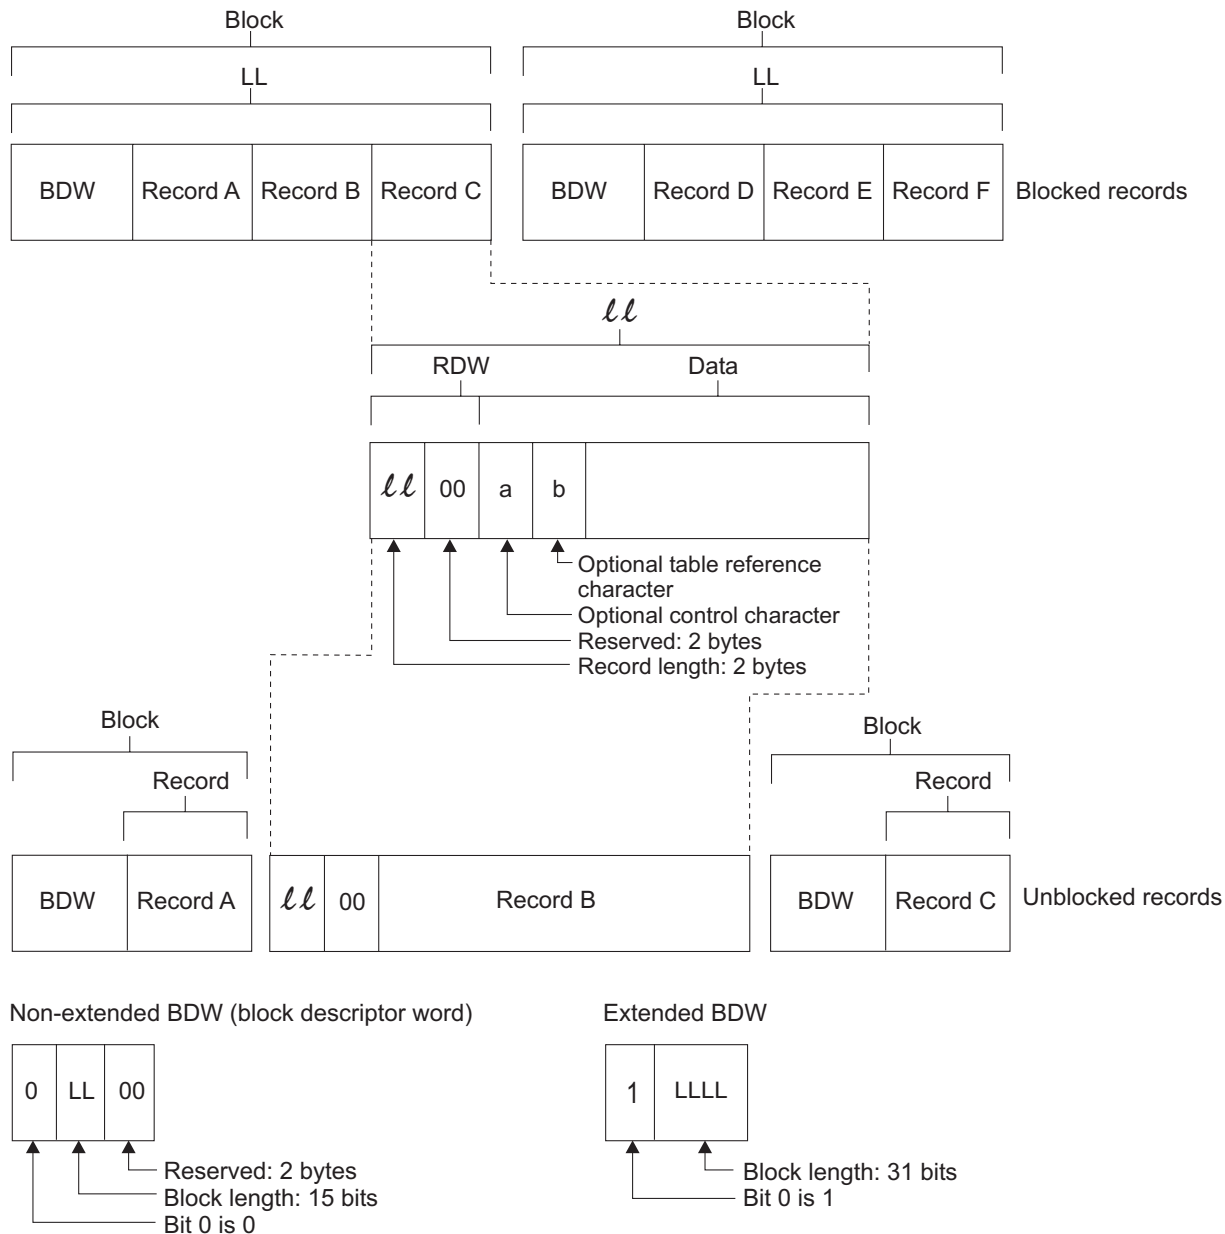 Block Block
LL LL
BDW Record A Record B Record C BDW Record D Record E Record F Blocked records
ℓℓ
RDW Data
ℓℓ 00 a b
Optional table reference
character
Optional control character
Reserved: 2 bytes
Record length: 2 bytes
Block Block
Record Record
BDW Record A ℓℓ 00 Record B BDW Record C Unblocked records
Non-extended BDW (block descriptor word) Extended BDW
0 LL 00 1 LLLL
Reserved: 2 bytes Block length: 31 bits
Block length: 15 bits Bit 0 is 1
Bit 0 is 0